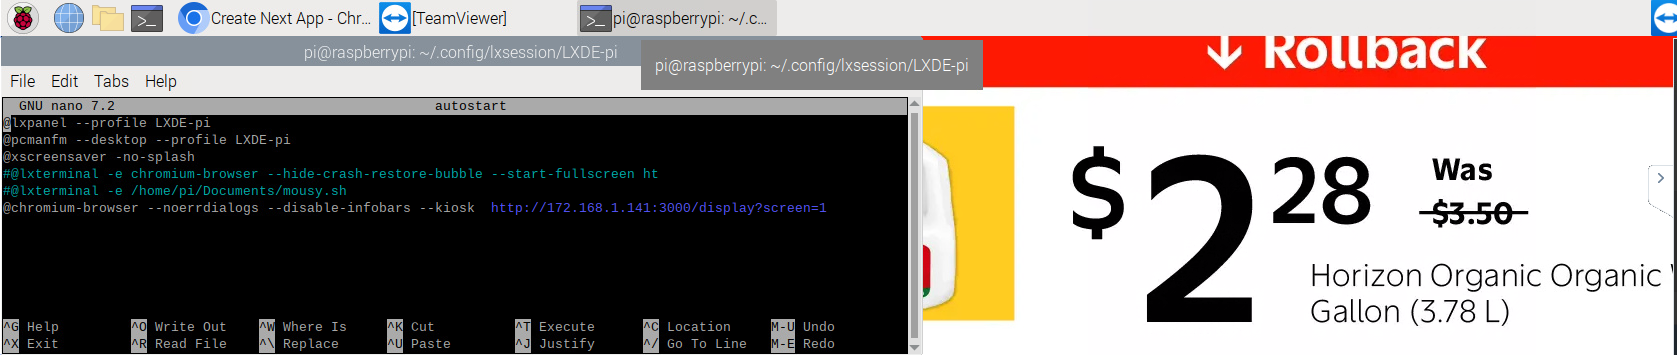 Create Next App - Chr...
[TeamViewer]
pi@raspberrypi: ~/.c...
pi@raspberrypi: ~/.config/lxsession/LXDE-pi
pi@raspberrypi: ~/.config/lxsession/LXDE-pi
File Edit Tabs Help
GNU nano 7.2 autostart
@lxpanel --profile LXDE-pi
@pcmanfm --desktop --profile LXDE-pi
@xscreensaver -no-splash
#@lxterminal -e chromium-browser --hide-crash-restore-bubble --start-fullscreen ht
#@lxterminal -e /home/pi/Documents/mousy.sh
@chromium-browser --noerrdialogs --disable-infobars --kiosk  http://172.168.1.141:3000/display?screen=1
^G Help ^O Write Out ^W Where Is ^K Cut ^T Execute ^C Location M-U Undo
^X Exit ^R Read File ^\ Replace ^U Paste ^J Justify ^/ Go To Line M-E Redo
Rollback
$2 28
Was
$3.50
Horizon Organic Organic
Gallon (3.78 L)